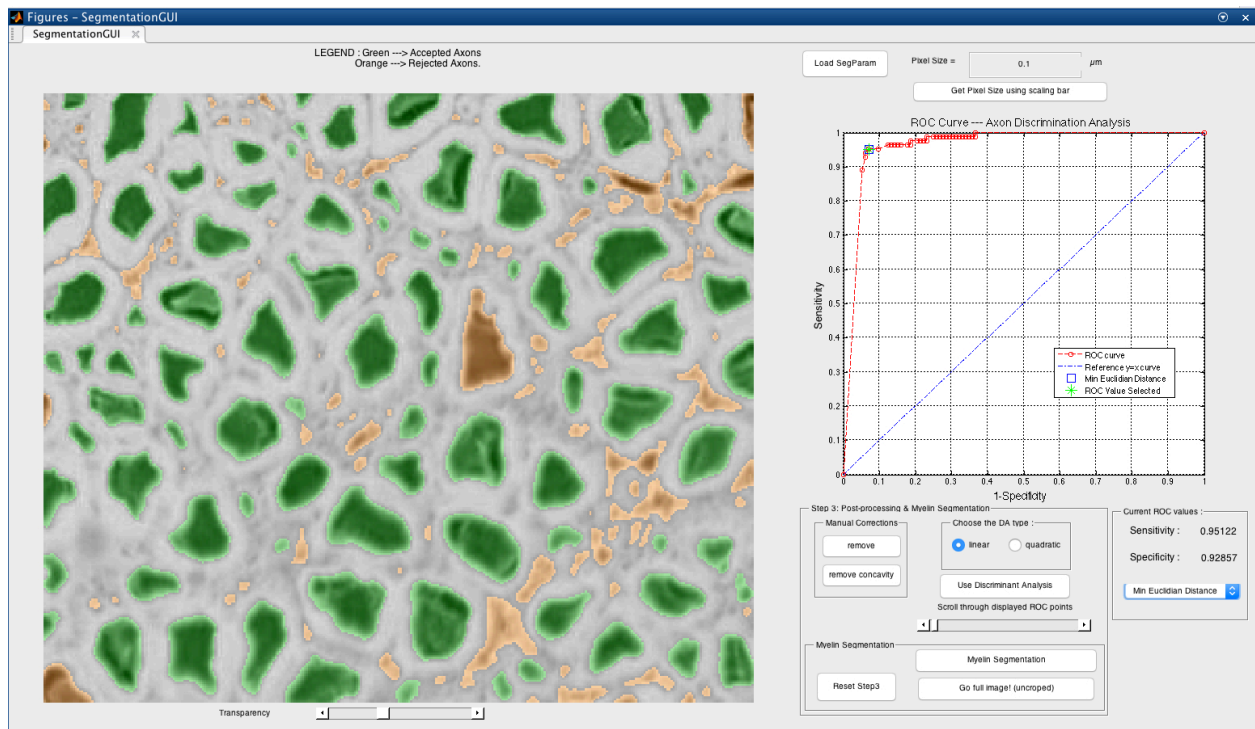 Figures - SegmentationGUI
SegmentationGUI
LEGEND : Green ---> Accepted Axons
Orange ---> Rejected Axons.
Load SegParam
Pixel Size =
0.1
µm
Get Pixel Size using scaling bar
ROC Curve --- Axon Discrimination Analysis
Sensitivity
1
0.9
0.8
0.7
0.6
0.5
0.4
0.3
0.2
0.1
0
0 0.1 0.2 0.3 0.4 0.5 0.6 0.7 0.8 0.9 1
1-Specificity
ROC curve
Reference y=x curve
Min Euclidian Distance
ROC Value Selected
Step 3: Post-processing & Myelin Segmentation
Manual Corrections
remove
remove concavity
Choose the DA type :
linear
quadratic
Use Discriminant Analysis
Scroll through displayed ROC points
Myelin Segmentation
Reset Step3
Myelin Segmentation
Go full image! (uncroped)
Current ROC values :
Sensitivity : 0.95122
Specificity : 0.92857
Min Euclidian Distance
Transparency